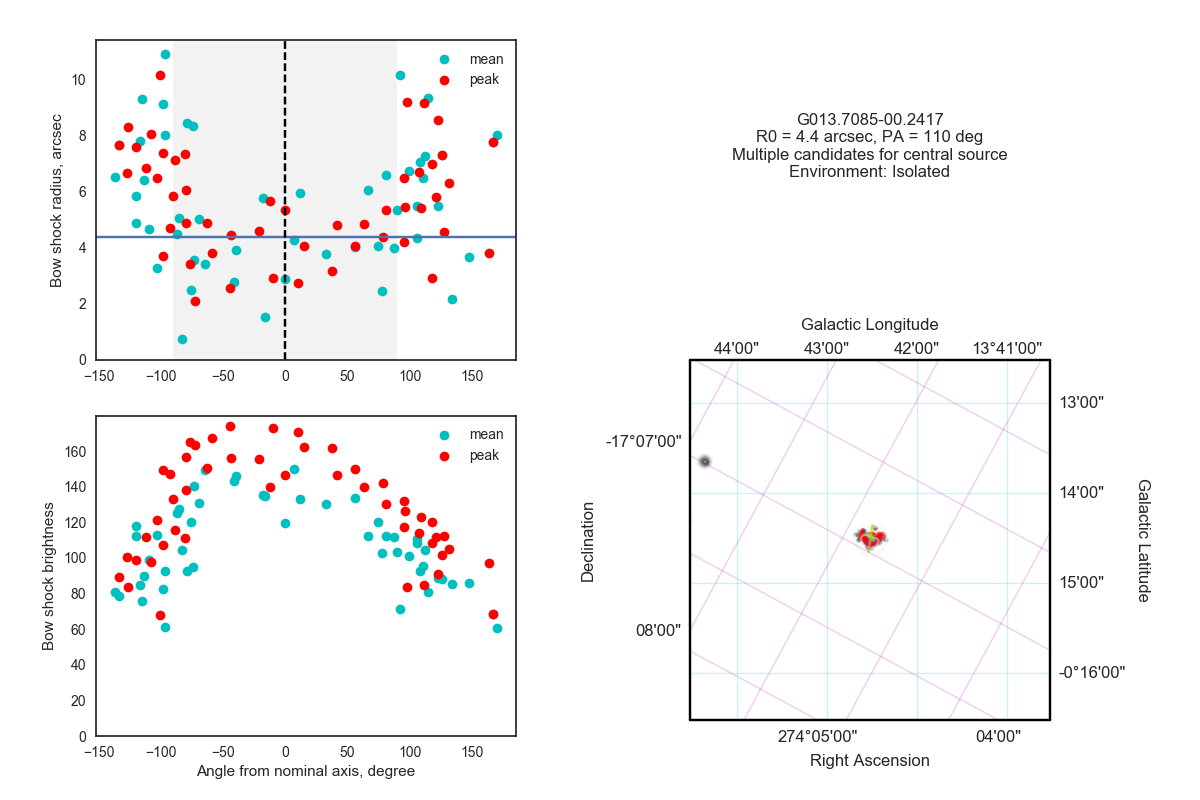 mean
peak
10
8
6
4
2
0
Bow shock radius, arcsec
−150
−100
−50
0
50
100
150
mean
peak
160
140
120
100
80
60
40
20
0
Bow shock brightness
−150
−100
−50
0
50
100
150
Angle from nominal axis, degree
G013.7085-00.2417
R0 = 4.4 arcsec, PA = 110 deg
Multiple candidates for central source
Environment: Isolated
Galactic Longitude
44'00" 43'00" 42'00" 13°41'00"
13'00"
-17°07'00"
14'00"
Declination
Galactic Latitude
15'00"
08'00"
-0°16'00"
274°05'00" 04'00"
Right Ascension